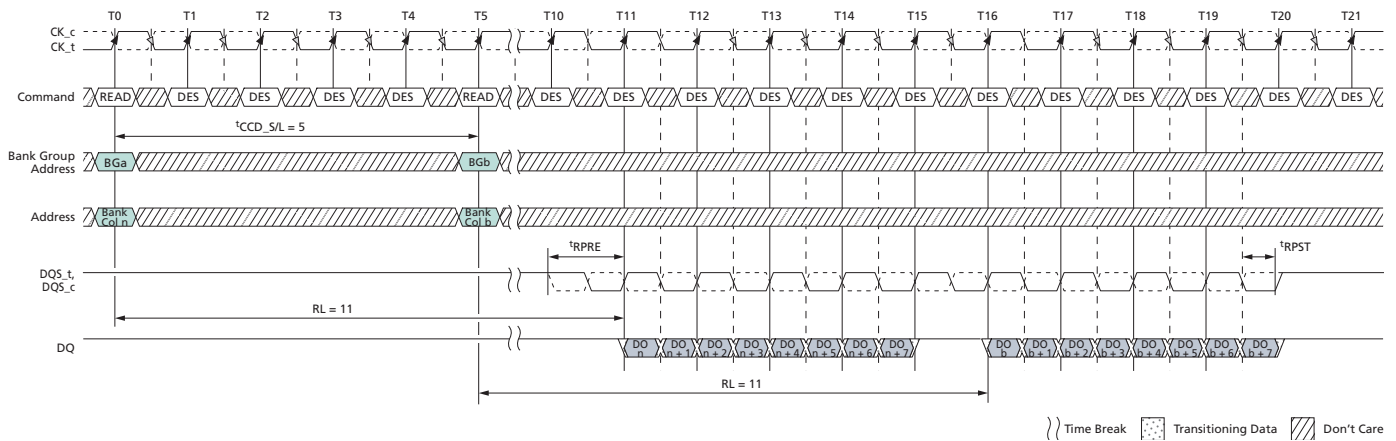 T0 T1 T2 T3 T4 T5 T10 T11 T12 T13 T14 T15 T16 T17 T18 T19 T20 T21
CK_c
CK_t
Command READ DES DES DES DES READ DES DES DES DES DES DES DES DES DES DES DES DES
tCCD_S/L = 5
Bank Group
Address
BGa BGb
Address
Bank
Col n
Bank
Col b
tRPRE tRPST
DQS_t,
DQS_c
RL = 11
DQ
DO
n
DO
n + 1
DO
n + 2
DO
n + 3
DO
n + 4
DO
n + 5
DO
n + 6
DO
n + 7
DO
b
DO
b + 1
DO
b + 2
DO
b + 3
DO
b + 4
DO
b + 5
DO
b + 6
DO
b + 7
RL = 11
Time Break Transitioning Data Don't Care